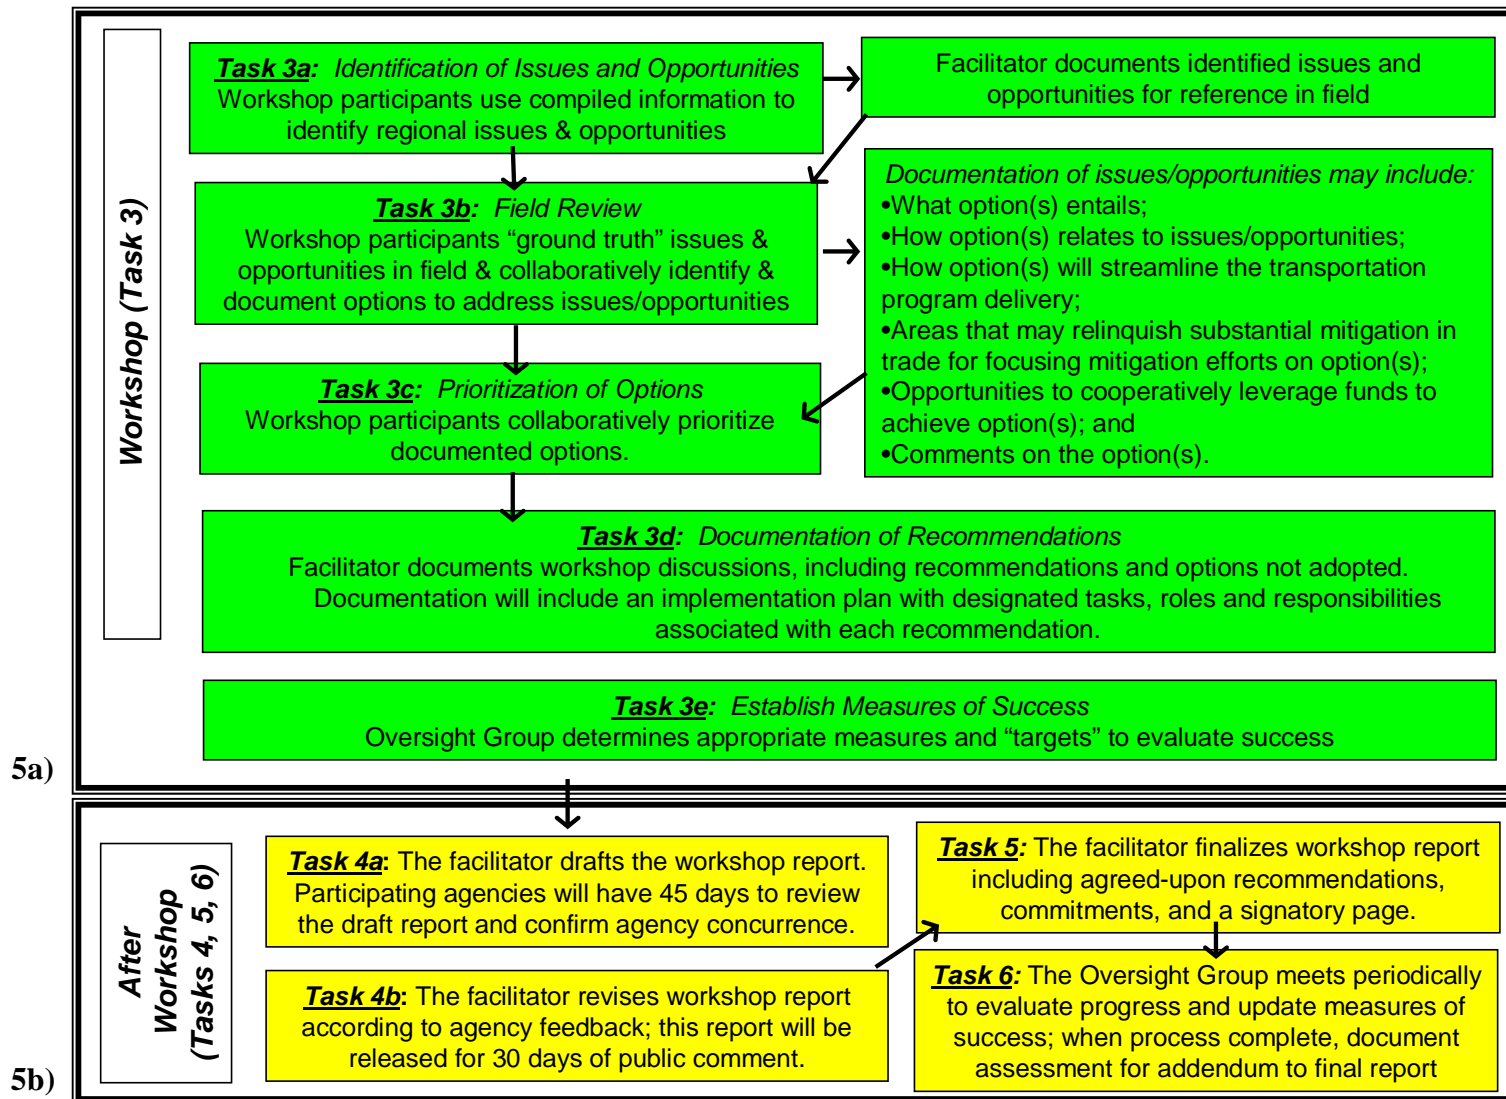 Workshop (Task 3)
Task 3a: Identification of Issues and Opportunities
Workshop participants use compiled information to
identify regional issues & opportunities
Facilitator documents identified issues and
opportunities for reference in field
Task 3b: Field Review
Workshop participants “ground truth” issues &
opportunities in field & collaboratively identify &
document options to address issues/opportunities
Documentation of issues/opportunities may include:
•What option(s) entails;
•How option(s) relates to issues/opportunities;
•How option(s) will streamline the transportation
program delivery;
•Areas that may relinquish substantial mitigation in
trade for focusing mitigation efforts on option(s);
•Opportunities to cooperatively leverage funds to
achieve option(s); and
•Comments on the option(s).
Task 3c: Prioritization of Options
Workshop participants collaboratively prioritize
documented options.
Task 3d: Documentation of Recommendations
Facilitator documents workshop discussions, including recommendations and options not adopted.
Documentation will include an implementation plan with designated tasks, roles and responsibilities
associated with each recommendation.
Task 3e: Establish Measures of Success
Oversight Group determines appropriate measures and “targets” to evaluate success
5a)
After
Workshop
(Tasks 4, 5, 6)
Task 4a: The facilitator drafts the workshop report.
Participating agencies will have 45 days to review
the draft report and confirm agency concurrence.
Task 4b: The facilitator revises workshop report
according to agency feedback; this report will be
released for 30 days of public comment.
Task 5: The facilitator finalizes workshop report
including agreed-upon recommendations,
commitments, and a signatory page.
Task 6: The Oversight Group meets periodically
to evaluate progress and update measures of
success; when process complete, document
assessment for addendum to final report
5b)